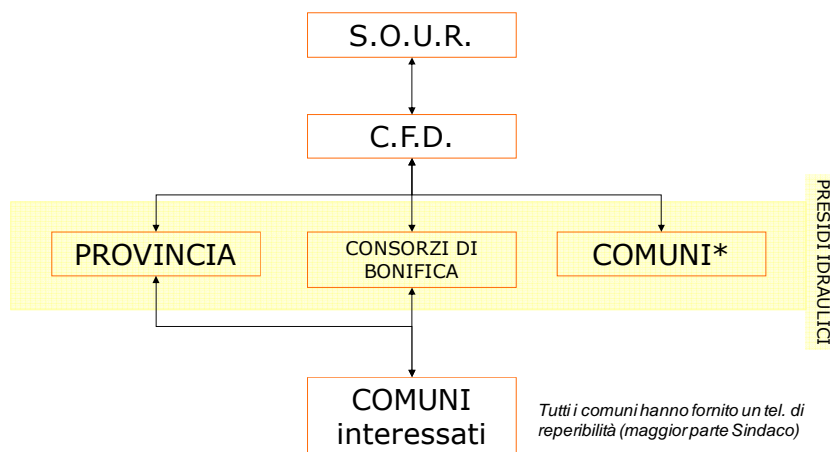 S.O.U.R.
C.F.D.
PRESIDI IDRAULICI
PROVINCIA
CONSORZI DI
BONIFICA
COMUNI*
COMUNI
interessati
Tutti i comuni hanno fornito un tel. di
reperibilità (maggior parte Sindaco)